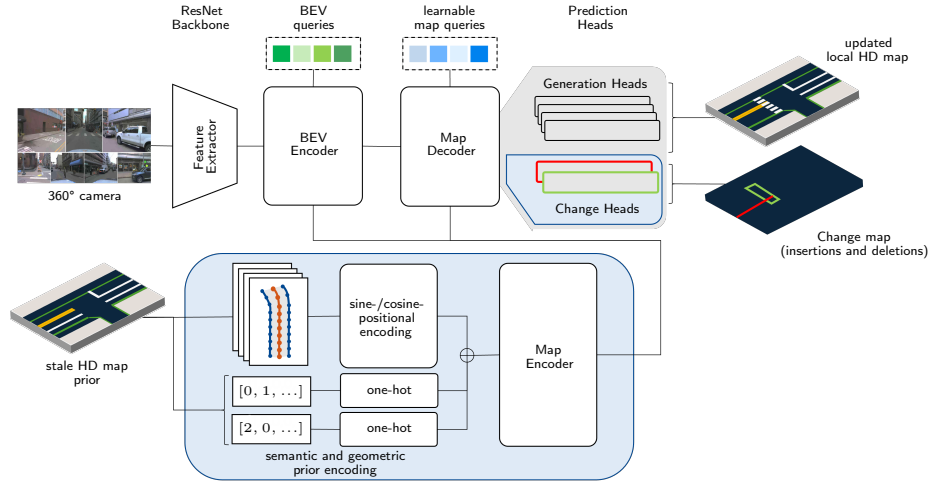 ResNet
Backbone
BEV
queries
learnable
map queries
Prediction
Heads
updated
local HD map
Feature
Extractor
BEV
Encoder
Map
Decoder
Generation Heads
Change Heads
360° camera
Change map
(insertions and deletions)
stale HD map
prior
sine-/cosine-
positional encoding
Map
Encoder
[0, 1, ...]
one-hot
[2, 0, ...]
one-hot
semantic and geometric
prior encoding